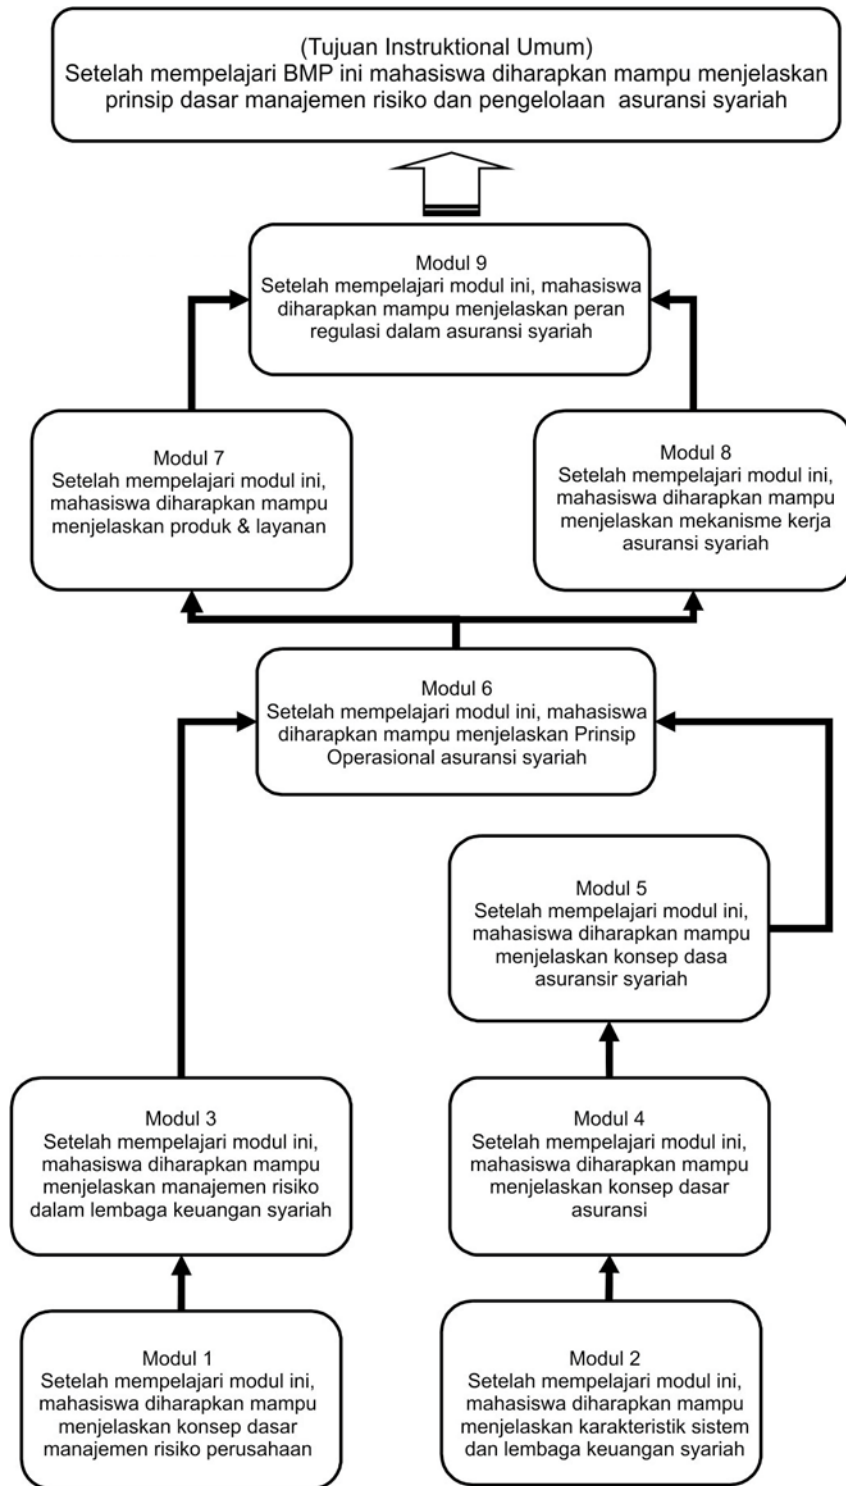 (Tujuan Instruktional Umum)
Setelah mempelajari BMP ini mahasiswa diharapkan mampu menjelaskan
prinsip dasar manajemen risiko dan pengelolaan asuransi syariah
Modul 9
Setelah mempelajari modul ini, mahasiswa
diharapkan mampu menjelaskan peran
regulasi dalam asuransi syariah
Modul 7
Setelah mempelajari modul ini,
mahasiswa diharapkan mampu
menjelaskan produk & layanan
Modul 8
Setelah mempelajari modul ini,
mahasiswa diharapkan mampu
menjelaskan mekanisme kerja
asuransi syariah
Modul 6
Setelah mempelajari modul ini, mahasiswa
diharapkan mampu menjelaskan Prinsip
Operasional asuransi syariah
Modul 5
Setelah mempelajari modul ini,
mahasiswa diharapkan mampu
menjelaskan konsep dasa
asuransir syariah
Modul 3
Setelah mempelajari modul ini,
mahasiswa diharapkan mampu
menjelaskan manajemen risiko
dalam lembaga keuangan syariah
Modul 4
Setelah mempelajari modul ini,
mahasiswa diharapkan mampu
menjelaskan konsep dasar
asuransi
Modul 1
Setelah mempelajari modul ini,
mahasiswa diharapkan mampu
menjelaskan konsep dasar
manajemen risiko perusahaan
Modul 2
Setelah mempelajari modul ini,
mahasiswa diharapkan mampu
menjelaskan karakteristik sistem
dan lembaga keuangan syariah